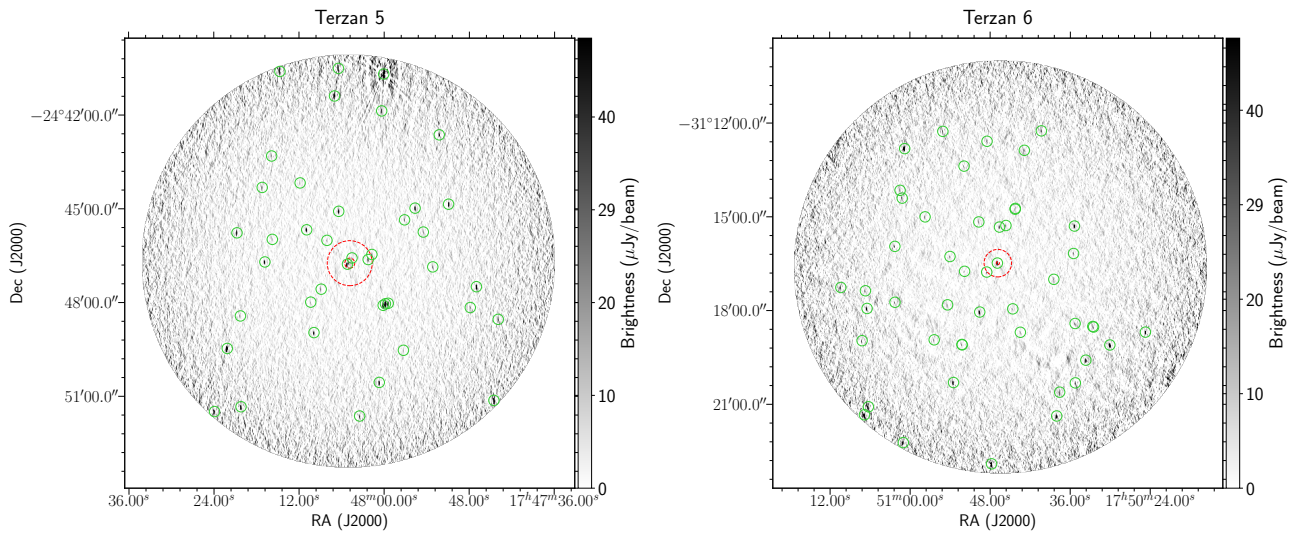 Terzan 5
−24°42′00.0″
45′00.0″
48′00.0″
51′00.0″
Dec (J2000)
36.00ˢ 24.00ˢ 12.00ˢ 48ᵐ00.00ˢ 48.00ˢ 17ʰ47ᵐ36.00ˢ
RA (J2000)
40
29
20
10
0
Brightness (μJy/beam)
Terzan 6
−31°12′00.0″
15′00.0″
18′00.0″
21′00.0″
Dec (J2000)
12.00ˢ 51ᵐ00.00ˢ 48.00ˢ 36.00ˢ 17ʰ50ᵐ24.00ˢ
RA (J2000)
40
29
20
10
0
Brightness (μJy/beam)